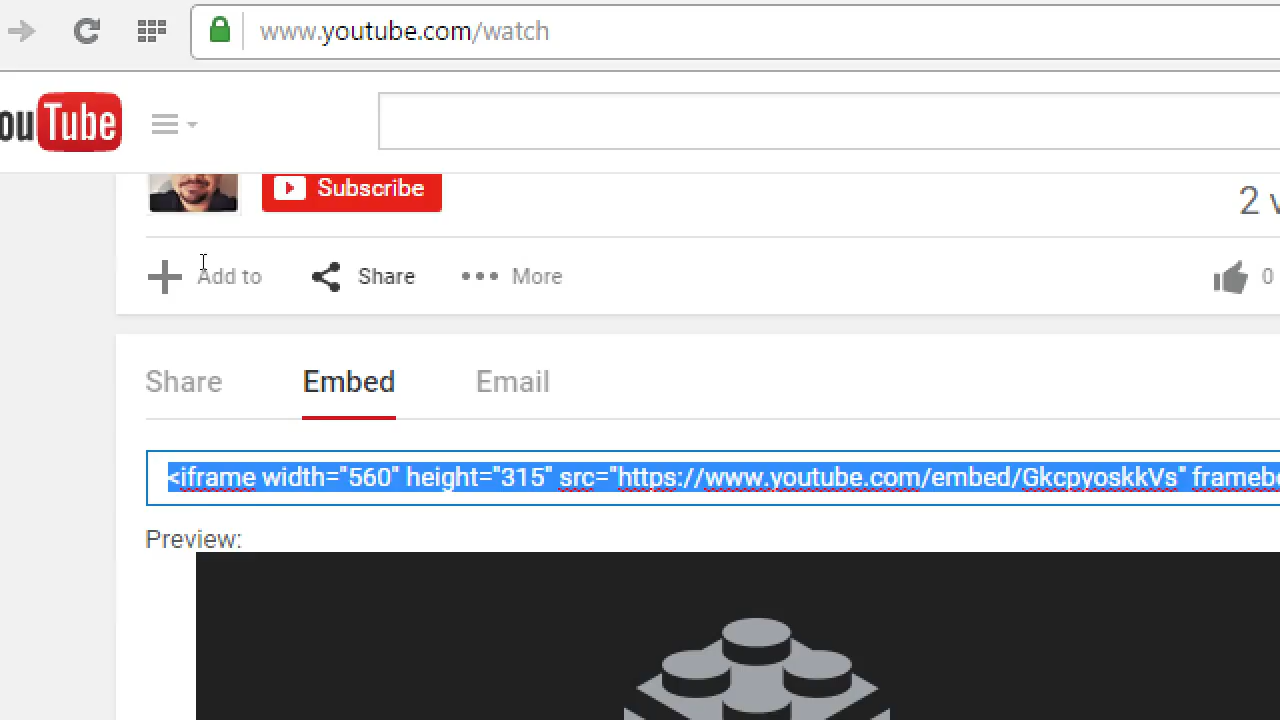 www.youtube.com/watch
ouTube
Subscribe
2 v
Add to Share More 0
Share Embed Email
<iframe width="560" height="315" src="https://www.youtube.com/embed/GkcpyoskkVs" framebo
Preview: